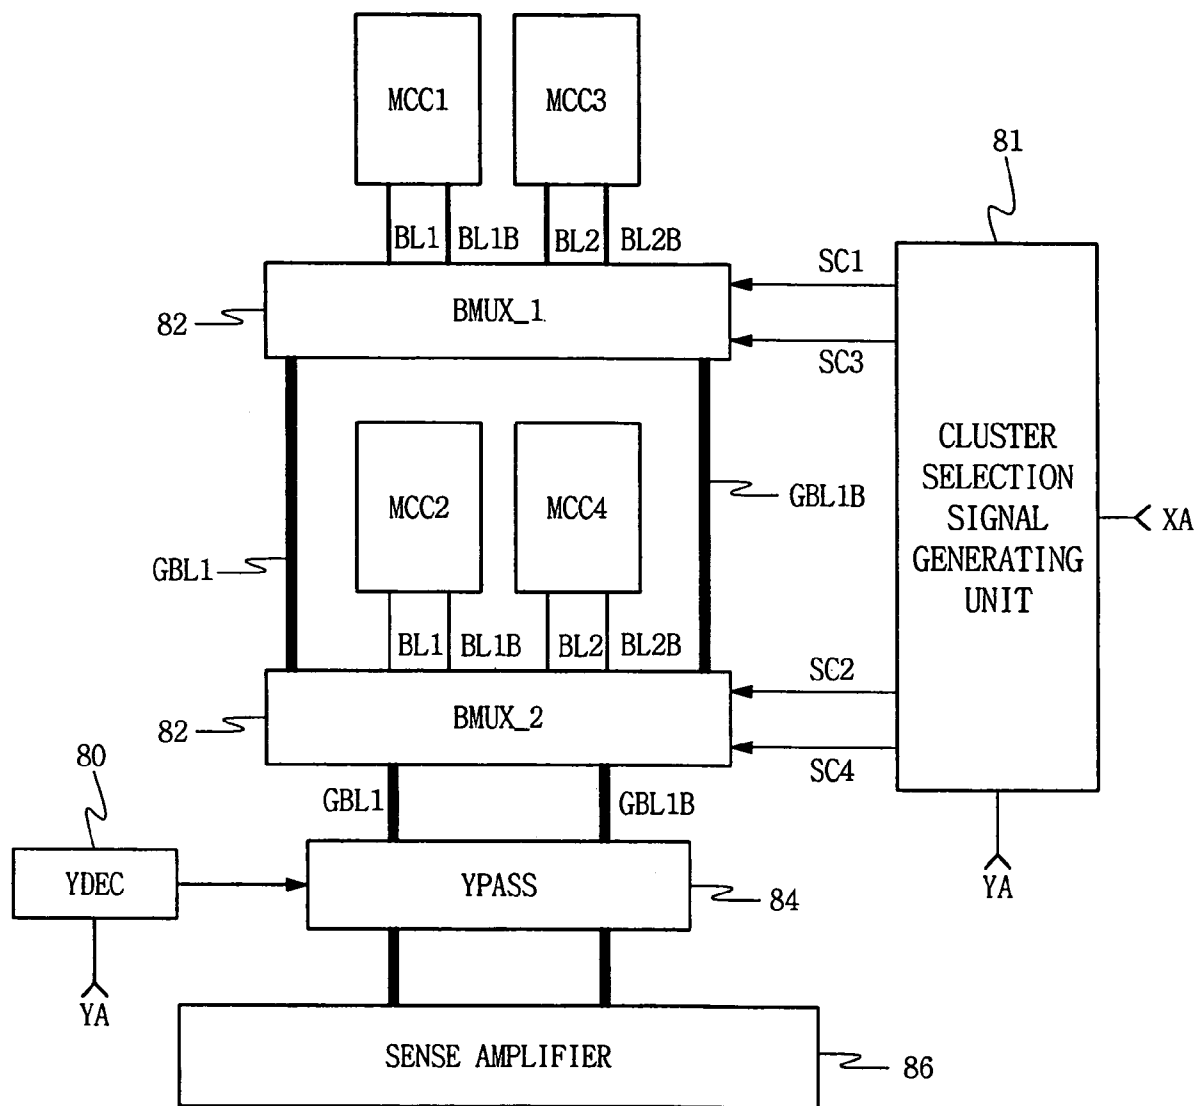 MCC1
MCC3
81
BL1
BL1B
BL2
BL2B
SC1
82
BMUX_1
SC3
CLUSTER
SELECTION
SIGNAL
GENERATING
UNIT
MCC2
MCC4
GBL1B
XA
GBL1
BL1
BL1B
BL2
BL2B
SC2
82
BMUX_2
SC4
80
GBL1
GBL1B
YDEC
YPASS
84
YA
YA
SENSE AMPLIFIER
86